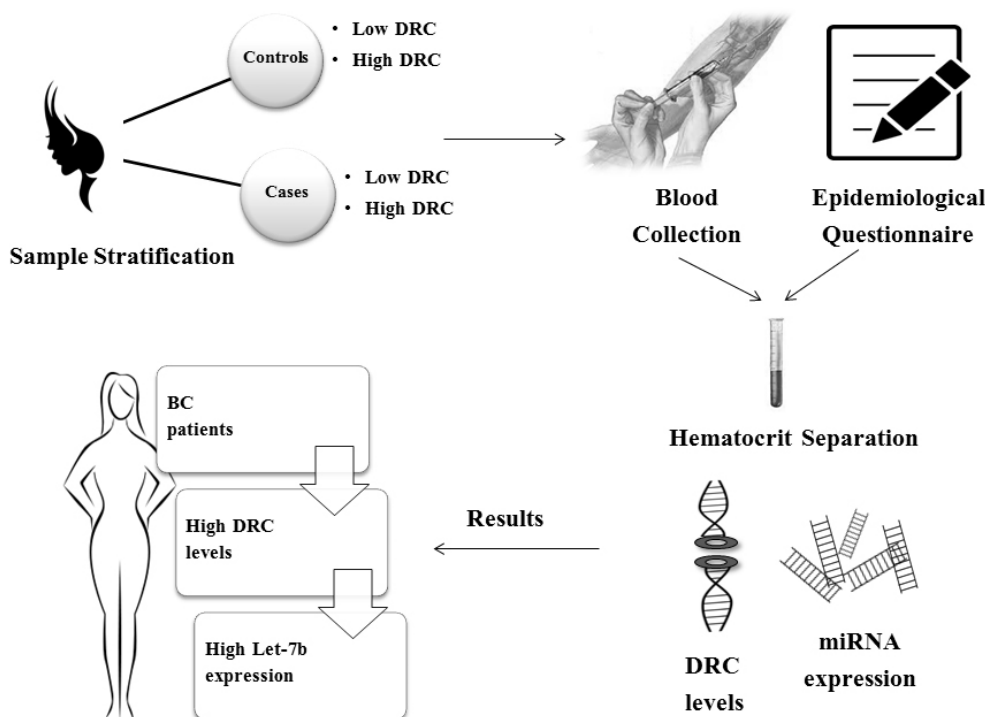 Controls
• Low DRC
• High DRC
Cases
• Low DRC
• High DRC
Sample Stratification
Blood
Collection
Epidemiological
Questionnaire
Hematocrit Separation
DRC
levels
miRNA
expression
Results
BC
patients
High DRC
levels
High Let-7b
expression